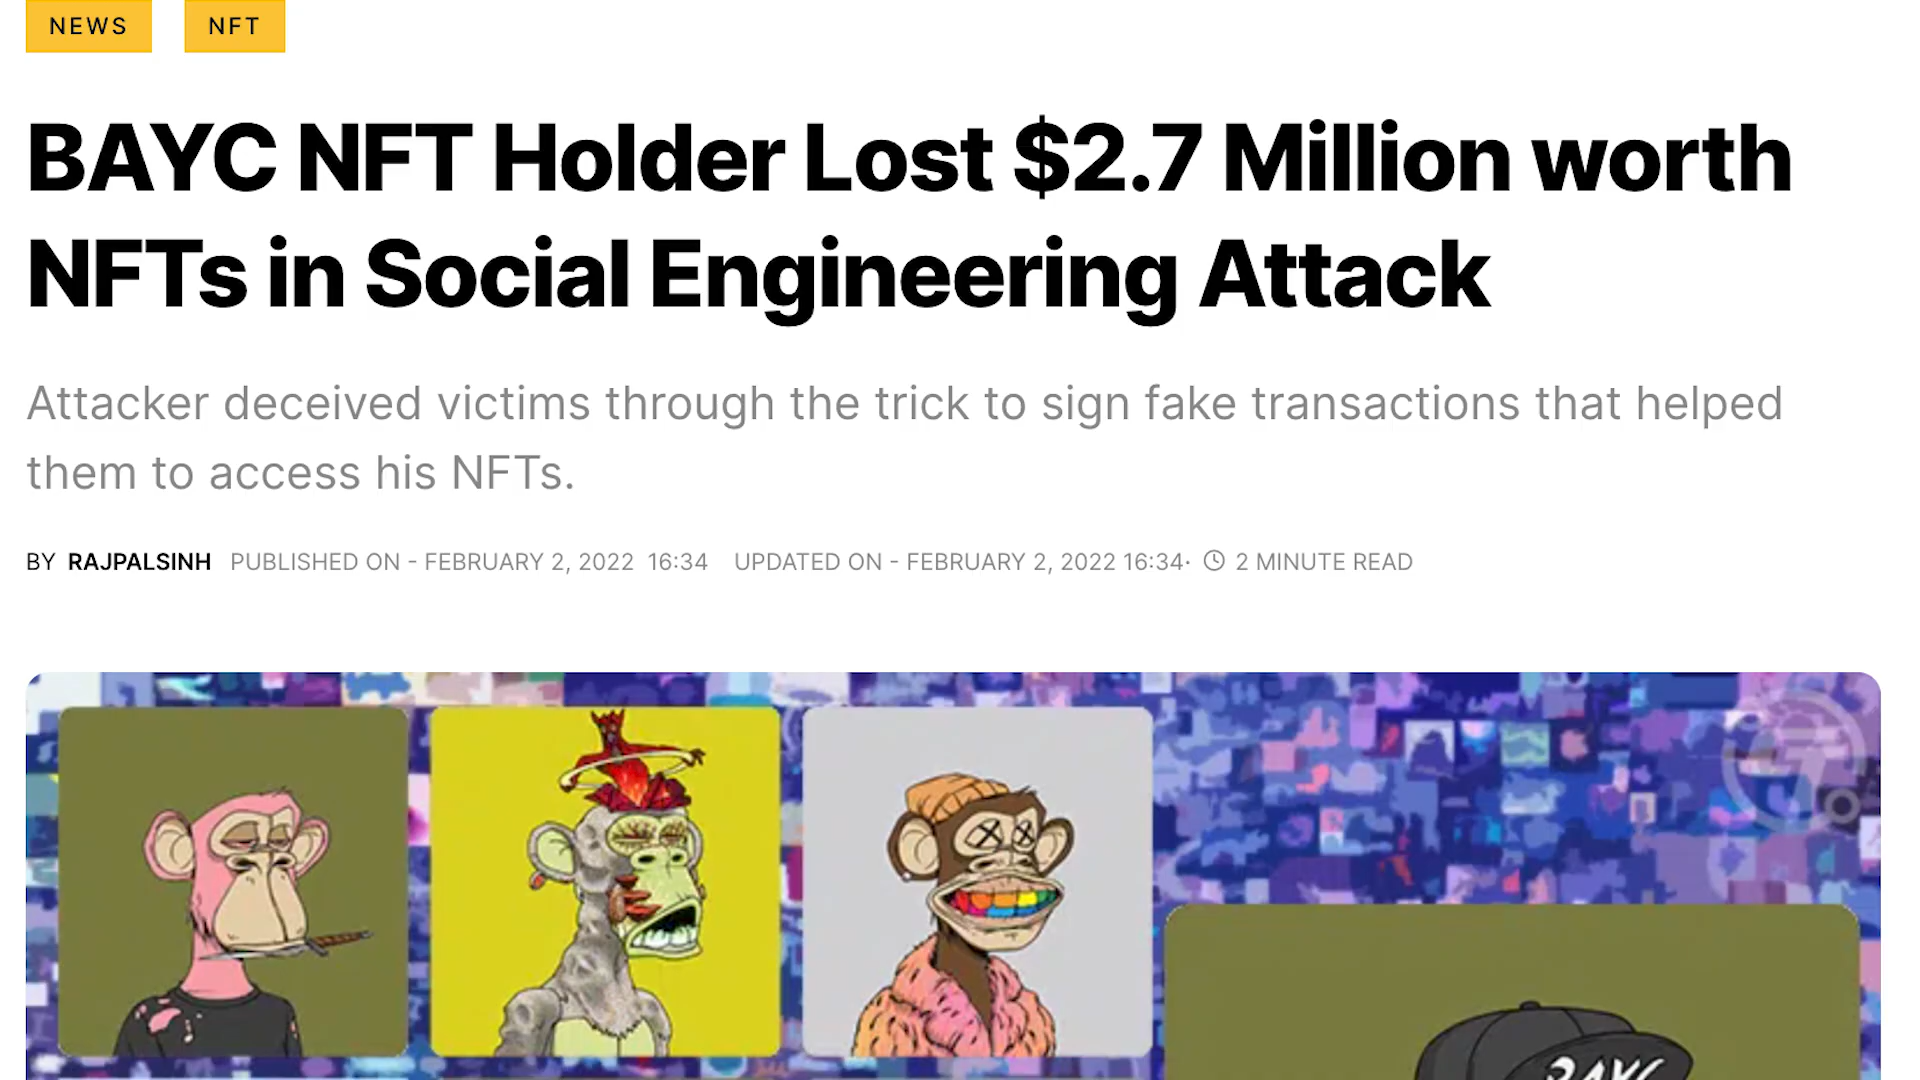 NEWS NFT
BAYC NFT Holder Lost $2.7 Million worth
NFTs in Social Engineering Attack
Attacker deceived victims through the trick to sign fake transactions that helped
them to access his NFTs.
BY RAJPALSINH PUBLISHED ON - FEBRUARY 2, 2022 16:34 UPDATED ON - FEBRUARY 2, 2022 16:34· 2 MINUTE READ
BAYC